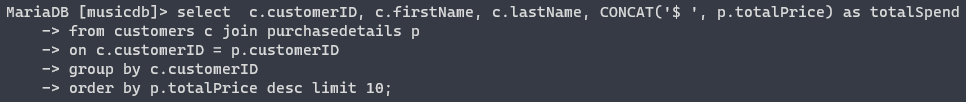 MariaDB [musicdb]> select  c.customerID, c.firstName, c.lastName, CONCAT('$ ', p.totalPrice) as totalSpend
    -> from customers c join purchasedetails p
    -> on c.customerID = p.customerID
    -> group by c.customerID
    -> order by p.totalPrice desc limit 10;